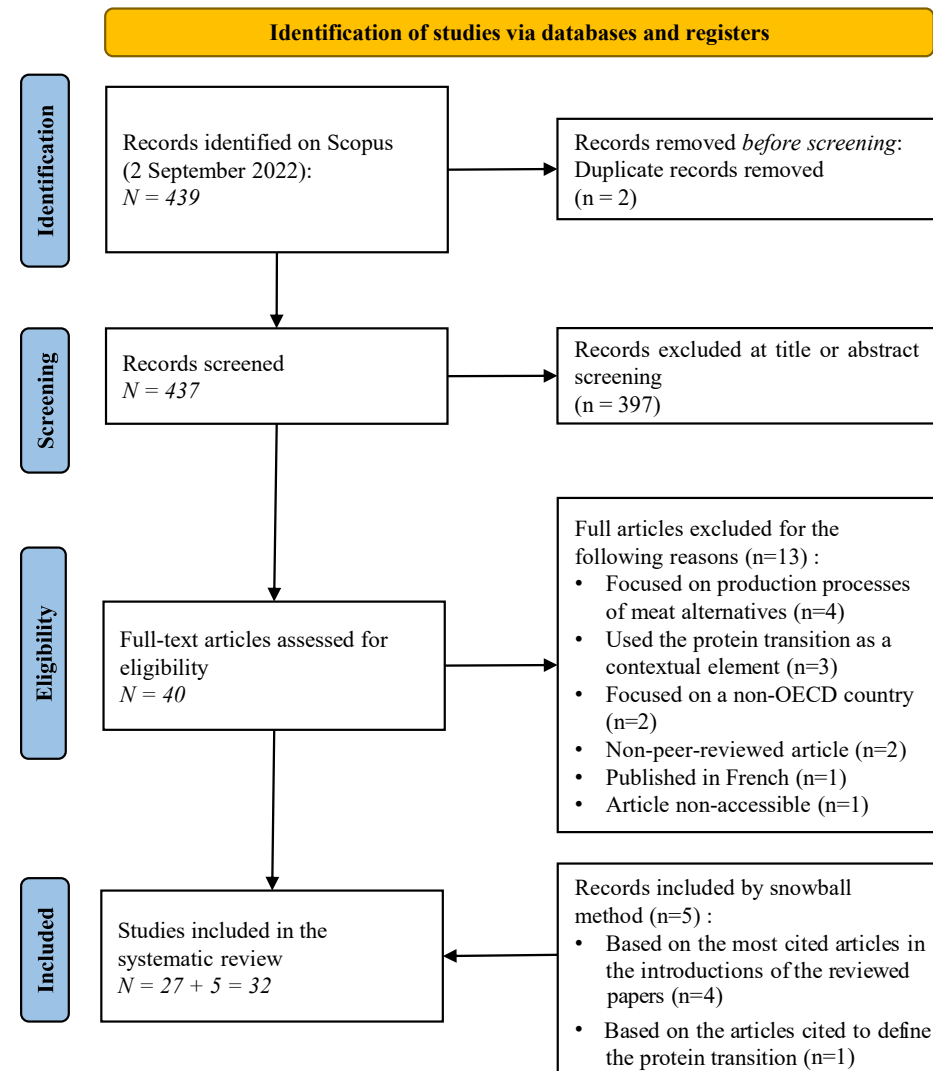 Identification of studies via databases and registers
Identification
Records identified on Scopus
(2 September 2022):
N = 439
Records removed before screening:
Duplicate records removed
(n = 2)
Screening
Records screened
N = 437
Records excluded at title or abstract
screening
(n = 397)
Eligibility
Full-text articles assessed for
eligibility
N = 40
Full articles excluded for the
following reasons (n=13) :
• Focused on production processes
of meat alternatives (n=4)
• Used the protein transition as a
contextual element (n=3)
• Focused on a non-OECD country
(n=2)
• Non-peer-reviewed article (n=2)
• Published in French (n=1)
• Article non-accessible (n=1)
Included
Studies included in the
systematic review
N = 27 + 5 = 32
Records included by snowball
method (n=5) :
• Based on the most cited articles in
the introductions of the reviewed
papers (n=4)
• Based on the articles cited to define
the protein transition (n=1)